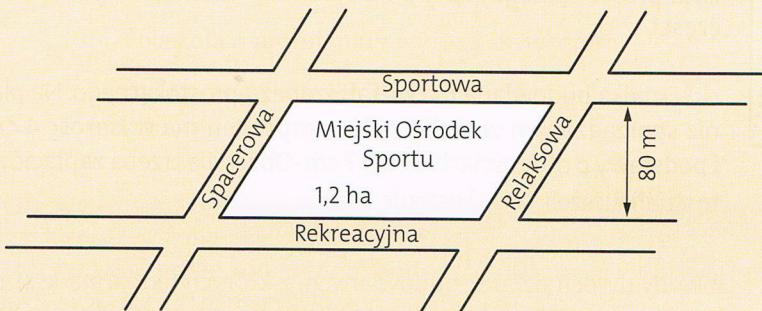 Sportowa
Spacerowa
Miejski Ośrodek
Sportu
1,2 ha
Relaksowa
80 m
Rekreacyjna